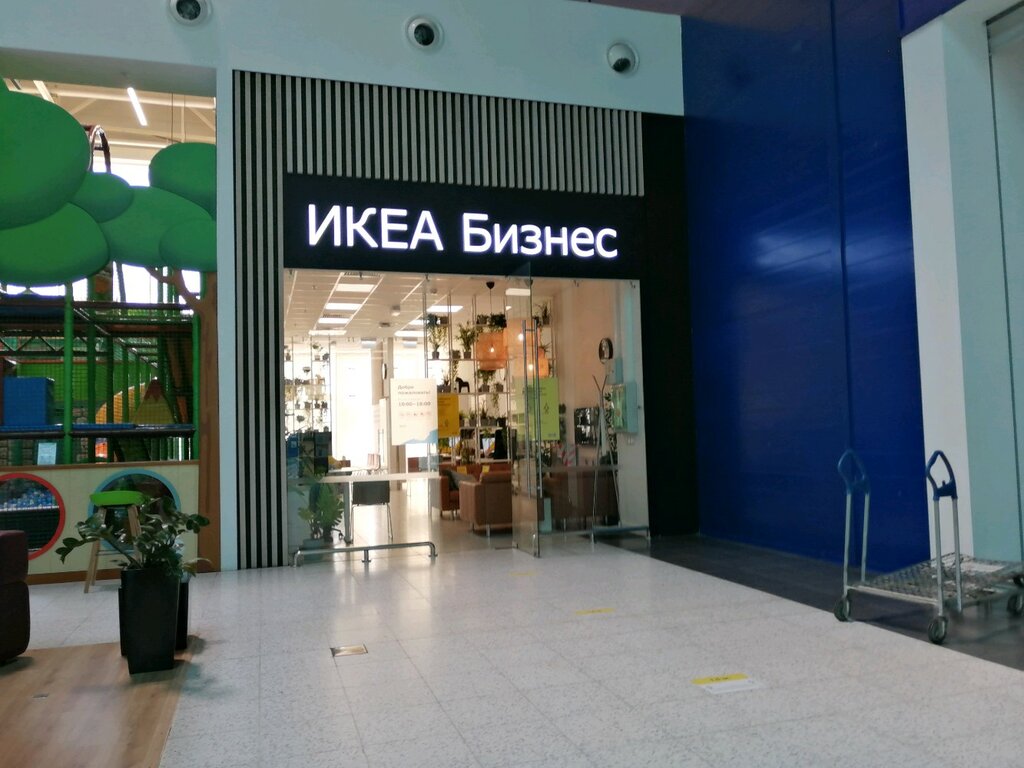 ИКЕА Бизнес
Добро
пожаловать!
10:00–18:00